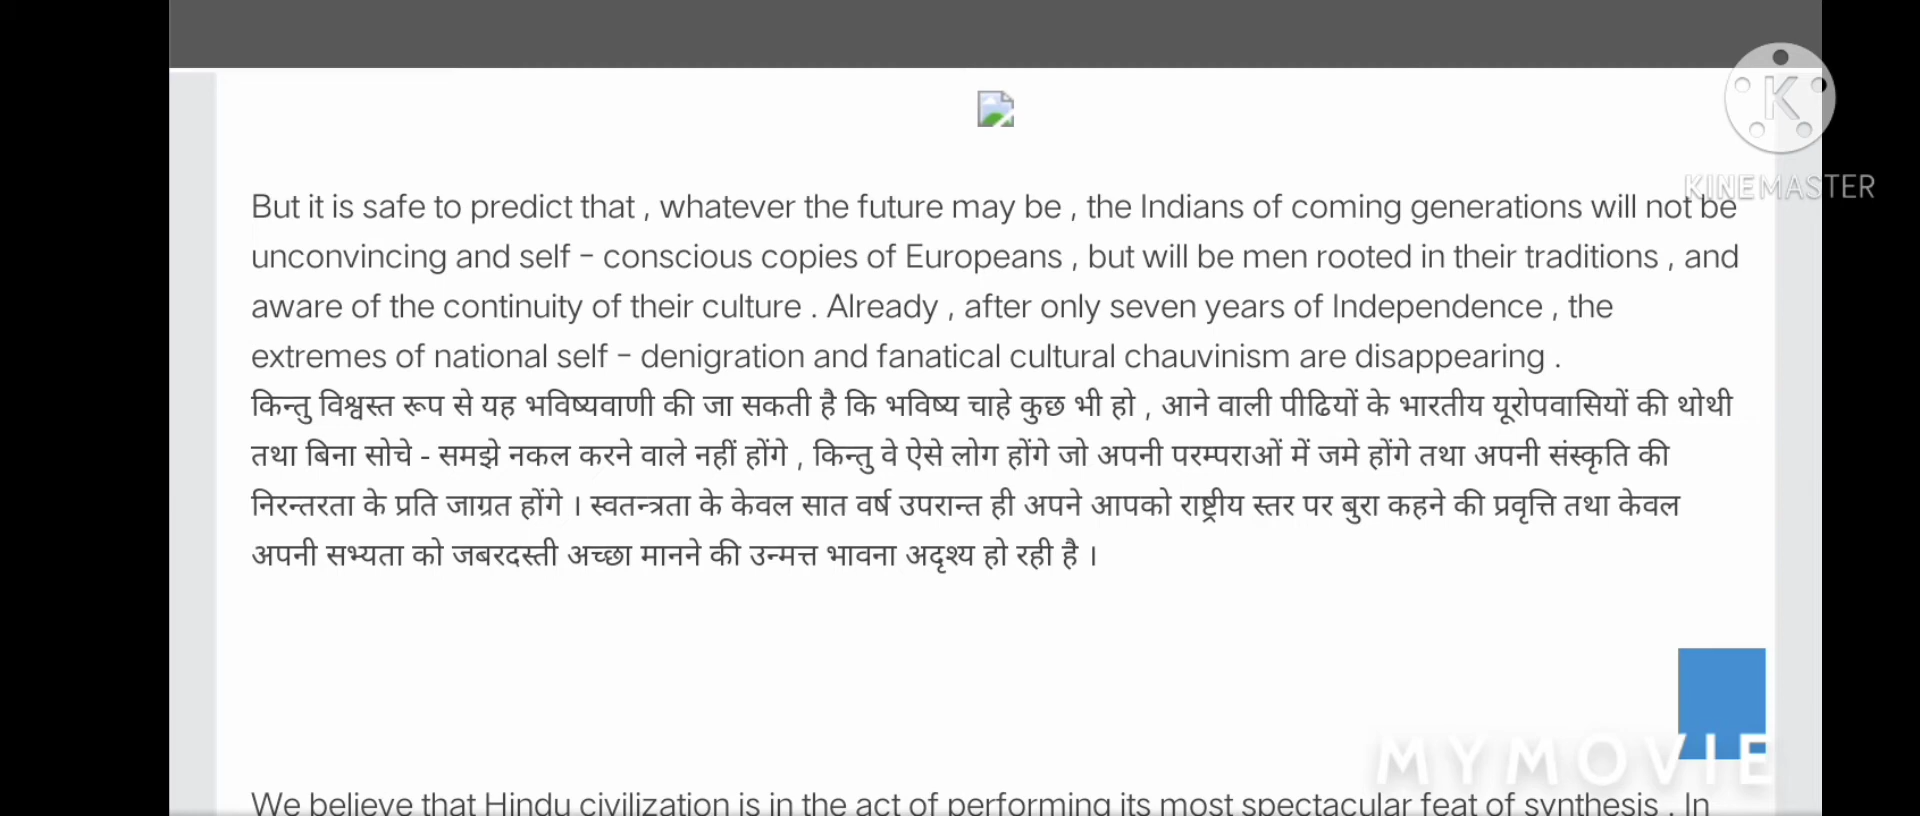 K
KINEMASTER
But it is safe to predict that , whatever the future may be , the Indians of coming generations will not be
unconvincing and self - conscious copies of Europeans , but will be men rooted in their traditions , and
aware of the continuity of their culture . Already , after only seven years of Independence , the
extremes of national self - denigration and fanatical cultural chauvinism are disappearing .
किन्तु विश्वस्त रूप से यह भविष्यवाणी की जा सकती है कि भविष्य चाहे कुछ भी हो , आने वाली पीढियों के भारतीय यूरोपवासियों की थोथी
तथा बिना सोचे - समझे नकल करने वाले नहीं होंगे , किन्तु वे ऐसे लोग होंगे जो अपनी परम्पराओं में जमे होंगे तथा अपनी संस्कृति की
निरन्तरता के प्रति जाग्रत होंगे । स्वतन्त्रता के केवल सात वर्ष उपरान्त ही अपने आपको राष्ट्रीय स्तर पर बुरा कहने की प्रवृत्ति तथा केवल
अपनी सभ्यता को जबरदस्ती अच्छा मानने की उन्मत्त भावना अदृश्य हो रही है ।
MYMOVIE
We believe that Hindu civilization is in the act of performing its most spectacular feat of synthesis . In